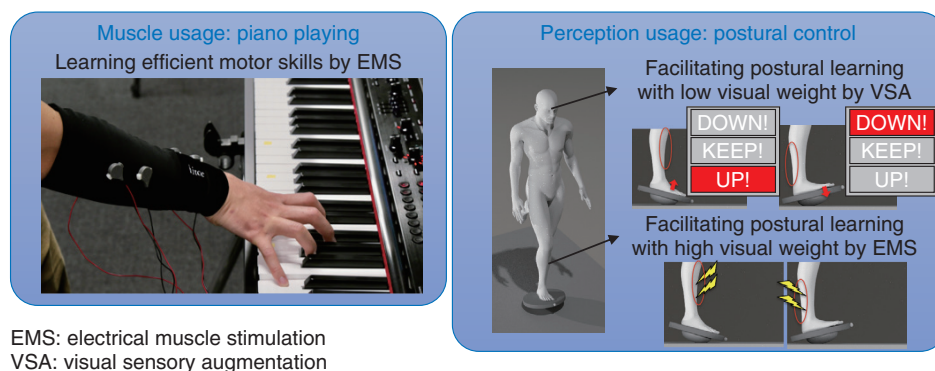 Muscle usage: piano playing
Learning efficient motor skills by EMS
Perception usage: postural control
Facilitating postural learning
with low visual weight by VSA
DOWN!
KEEP!
UP!
DOWN!
KEEP!
UP!
Facilitating postural learning
with high visual weight by EMS
EMS: electrical muscle stimulation
VSA: visual sensory augmentation